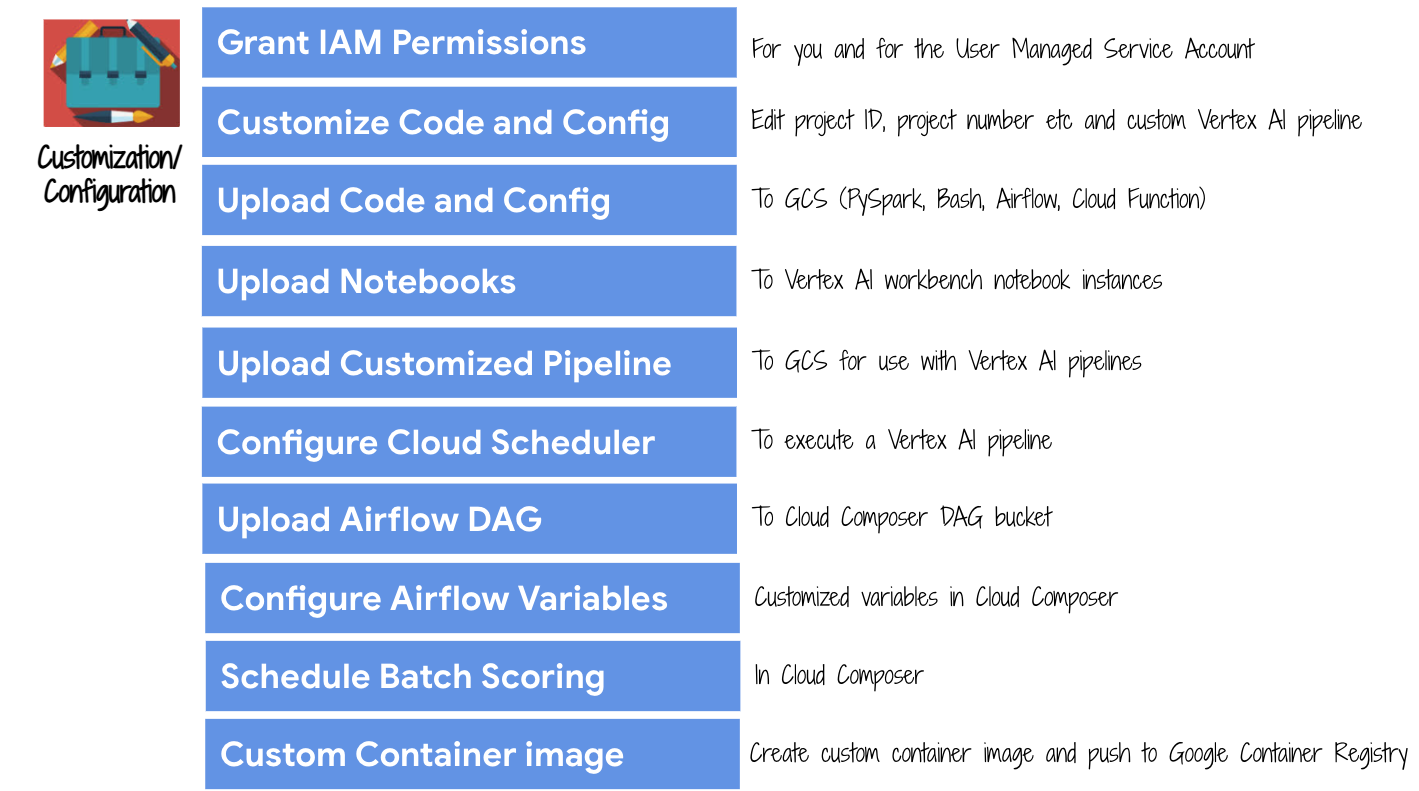 Customization/
Configuration
Grant IAM Permissions
For you and for the User Managed Service Account
Customize Code and Config
Edit project ID, project number etc and custom Vertex AI pipeline
Upload Code and Config
To GCS (PySpark, Bash, Airflow, Cloud Function)
Upload Notebooks
To Vertex AI workbench notebook instances
Upload Customized Pipeline
To GCS for use with Vertex AI pipelines
Configure Cloud Scheduler
To execute a Vertex AI pipeline
Upload Airflow DAG
To Cloud Composer DAG bucket
Configure Airflow Variables
Customized variables in Cloud Composer
Schedule Batch Scoring
In Cloud Composer
Custom Container image
Create custom container image and push to Google Container Registry